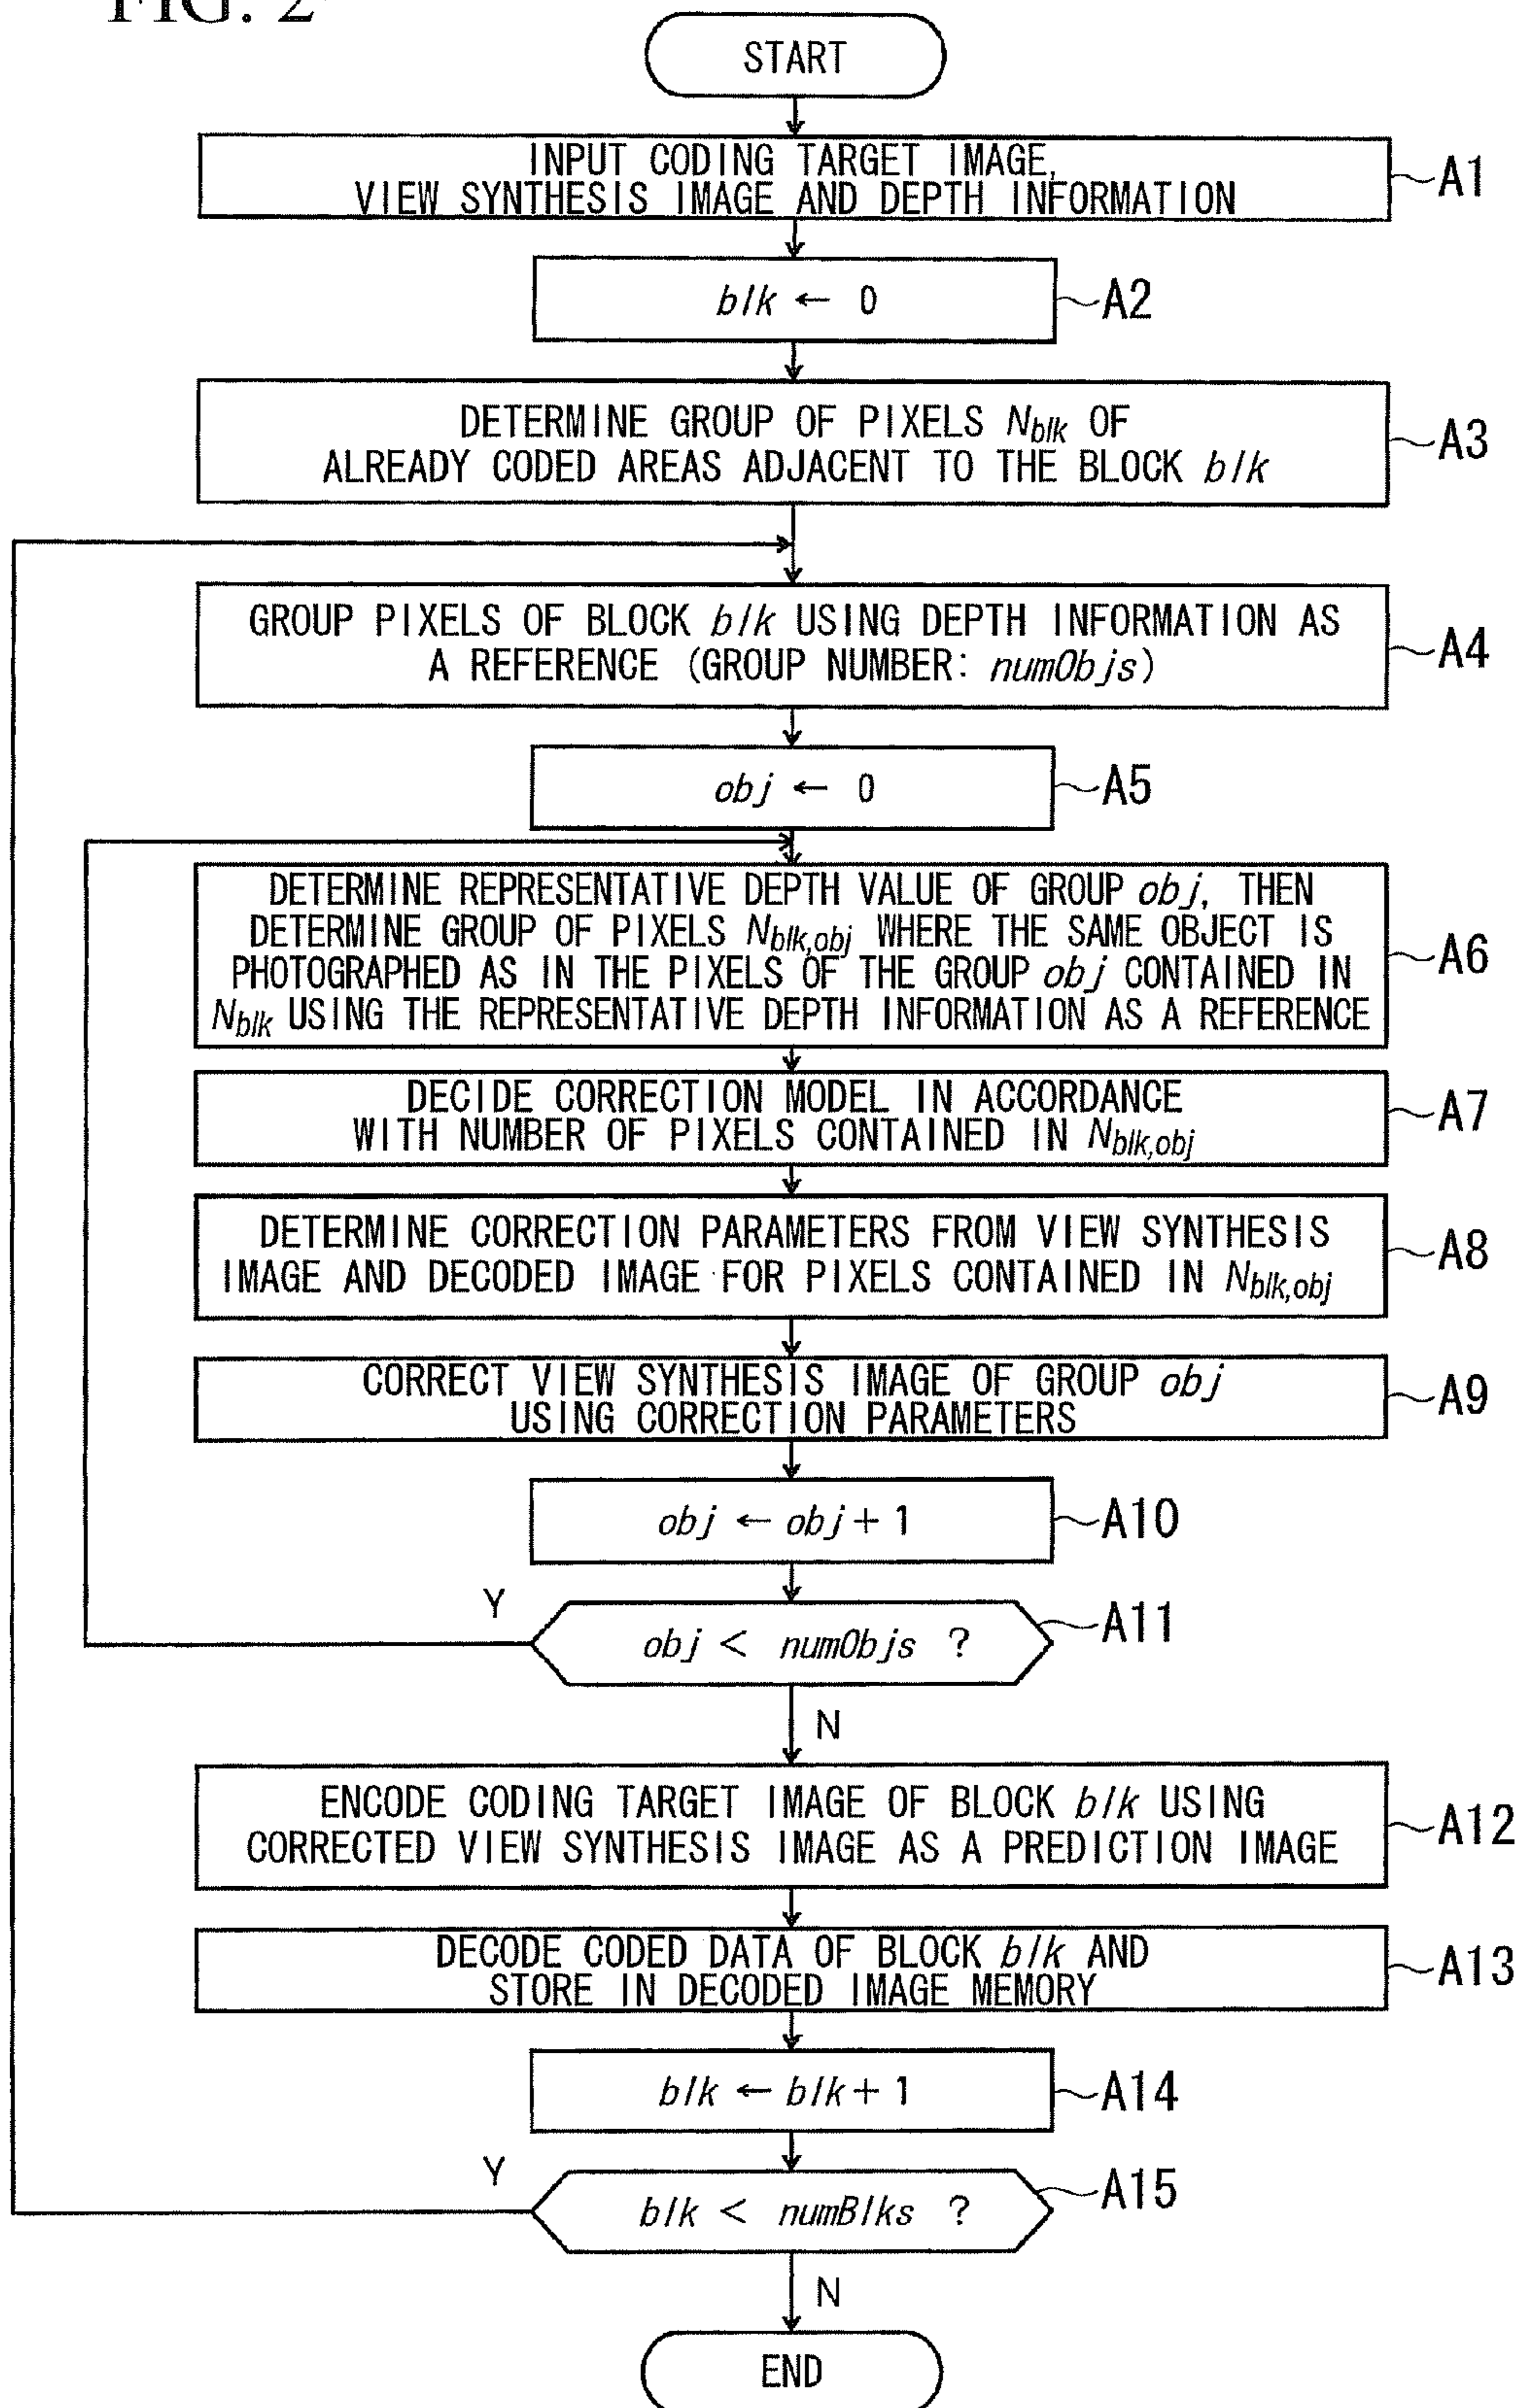 FIG. 2
START
INPUT CODING TARGET IMAGE,
VIEW SYNTHESIS IMAGE AND DEPTH INFORMATION
A1
blk ← 0
A2
DETERMINE GROUP OF PIXELS Nblk OF
ALREADY CODED AREAS ADJACENT TO THE BLOCK blk
A3
GROUP PIXELS OF BLOCK blk USING DEPTH INFORMATION AS
A REFERENCE (GROUP NUMBER: numObjs)
A4
obj ← 0
A5
DETERMINE REPRESENTATIVE DEPTH VALUE OF GROUP obj, THEN
DETERMINE GROUP OF PIXELS Nblk,obj WHERE THE SAME OBJECT IS
PHOTOGRAPHED AS IN THE PIXELS OF THE GROUP obj CONTAINED IN
Nblk USING THE REPRESENTATIVE DEPTH INFORMATION AS A REFERENCE
A6
DECIDE CORRECTION MODEL IN ACCORDANCE
WITH NUMBER OF PIXELS CONTAINED IN Nblk,obj
A7
DETERMINE CORRECTION PARAMETERS FROM VIEW SYNTHESIS
IMAGE AND DECODED IMAGE FOR PIXELS CONTAINED IN Nblk,obj
A8
CORRECT VIEW SYNTHESIS IMAGE OF GROUP obj
USING CORRECTION PARAMETERS
A9
obj ← obj + 1
A10
Y
obj < numObjs ?
A11
N
ENCODE CODING TARGET IMAGE OF BLOCK blk USING
CORRECTED VIEW SYNTHESIS IMAGE AS A PREDICTION IMAGE
A12
DECODE CODED DATA OF BLOCK blk AND
STORE IN DECODED IMAGE MEMORY
A13
blk ← blk + 1
A14
Y
blk < numBlks ?
A15
N
END